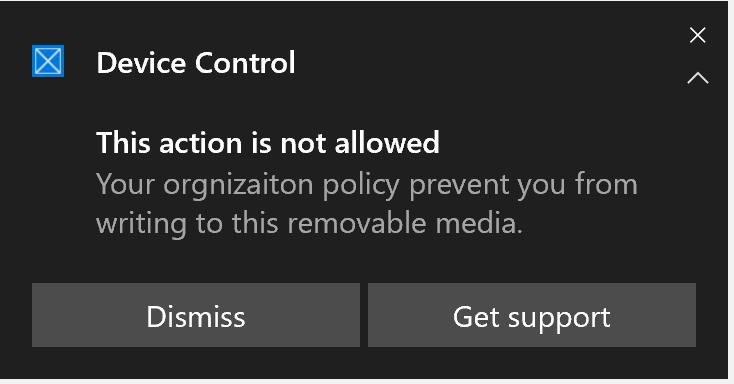 Device Control
This action is not allowed
Your orgnizaiton policy prevent you from
writing to this removable media.
Dismiss
Get support